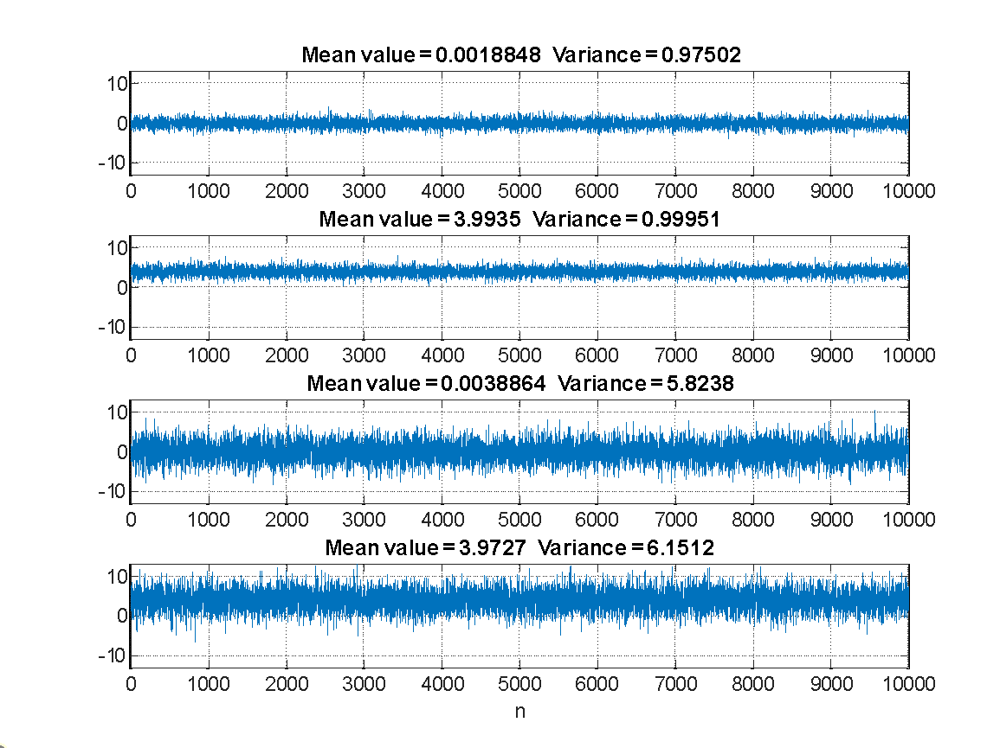 Mean value = 0.0018848 Variance = 0.97502
10
0
-10
0 1000 2000 3000 4000 5000 6000 7000 8000 9000 10000
Mean value = 3.9935 Variance = 0.99951
10
0
-10
0 1000 2000 3000 4000 5000 6000 7000 8000 9000 10000
Mean value = 0.0038864 Variance = 5.8238
10
0
-10
0 1000 2000 3000 4000 5000 6000 7000 8000 9000 10000
Mean value = 3.9727 Variance = 6.1512
10
0
-10
0 1000 2000 3000 4000 5000 6000 7000 8000 9000 10000
n